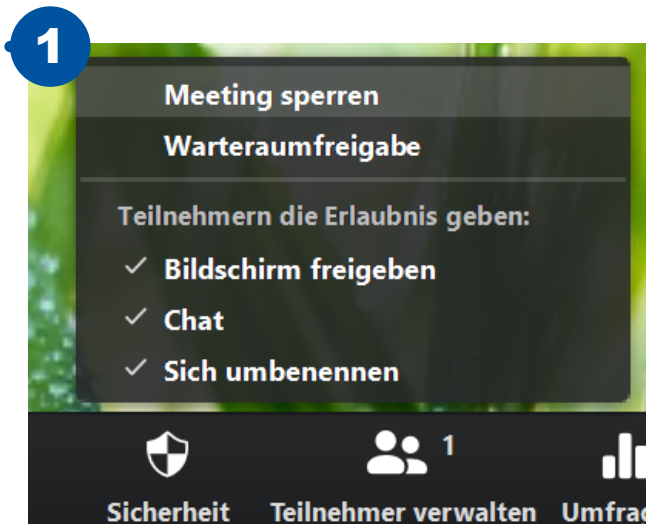 1
Meeting sperren
Warteraumfreigabe
Teilnehmern die Erlaubnis geben:
Bildschirm freigeben
Chat
Sich umbenennen
1
Sicherheit Teilnehmer verwalten